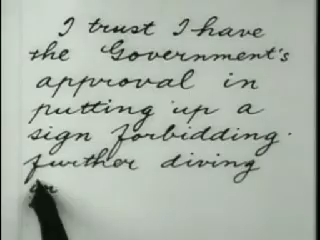 I trust I have
the Government's
approval in
putting up a
sign forbidding
further diving